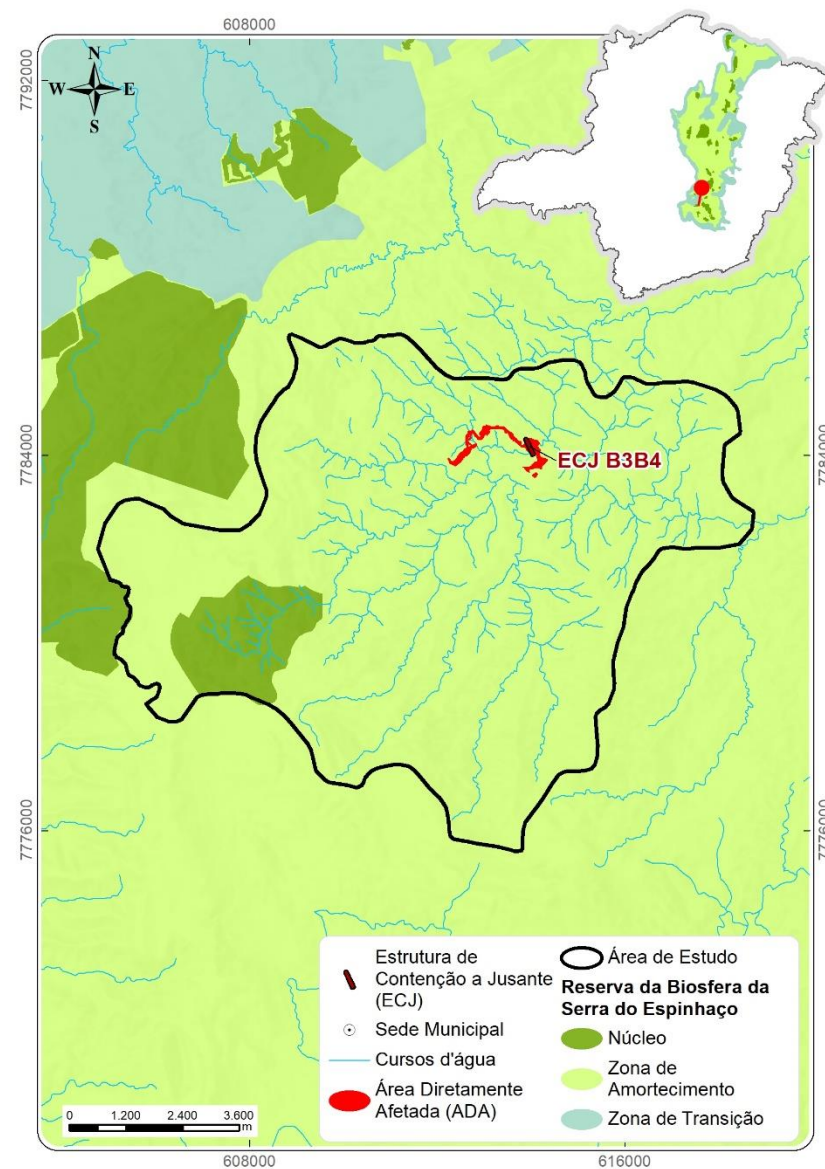 608000
7792000
N
W E
S
7784000
7784000
ECJ B3B4
7776000
7776000
Estrutura de
Contenção a Jusante
(ECJ)
Sede Municipal
Cursos d'água
Área Diretamente
Afetada (ADA)
Área de Estudo
Reserva da Biosfera da
Serra do Espinhaço
Núcleo
Zona de
Amortecimento
Zona de Transição
0 1.200 2.400 3.600
m
608000
616000